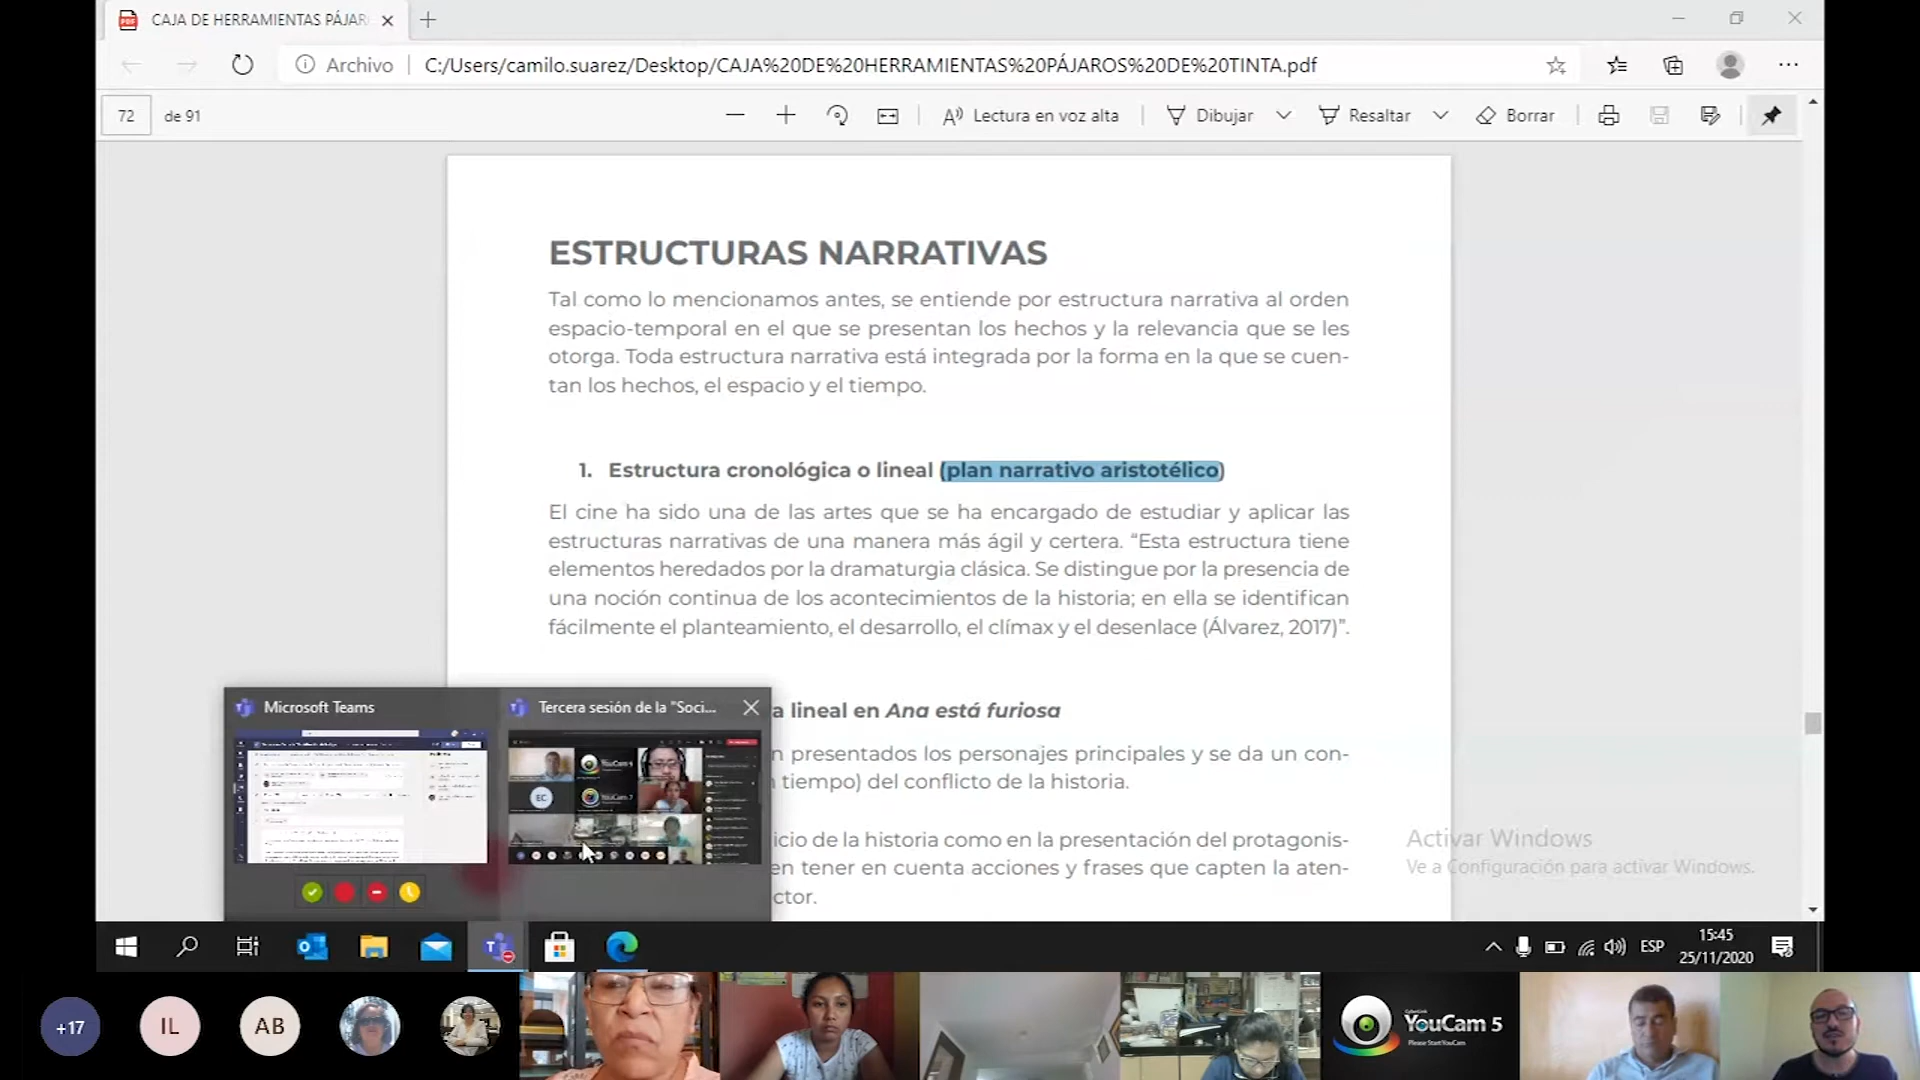 CAJA DE HERRAMIENTAS PÁJAR
Archivo
C:/Users/camilo.suarez/Desktop/CAJA%20DE%20HERRAMIENTAS%20PÁJAROS%20DE%20TINTA.pdf
72 de 91
Lectura en voz alta
Dibujar
Resaltar
Borrar
ESTRUCTURAS NARRATIVAS
Tal como lo mencionamos antes, se entiende por estructura narrativa al orden
espacio-temporal en el que se presentan los hechos y la relevancia que se les
otorga. Toda estructura narrativa está integrada por la forma en la que se cuen-
tan los hechos, el espacio y el tiempo.
1. Estructura cronológica o lineal (plan narrativo aristotélico)
El cine ha sido una de las artes que se ha encargado de estudiar y aplicar las
estructuras narrativas de una manera más ágil y certera. “Esta estructura tiene
elementos heredados por la dramaturgia clásica. Se distingue por la presencia de
una noción continua de los acontecimientos de la historia; en ella se identifican
fácilmente el planteamiento, el desarrollo, el clímax y el desenlace (Álvarez, 2017)”.
Microsoft Teams
Tercera sesión de la "Soci...
a lineal en Ana está furiosa
n presentados los personajes principales y se da un con-
tiempo) del conflicto de la historia.
icio de la historia como en la presentación del protagonis-
en tener en cuenta acciones y frases que capten la aten-
ctor.
EC
YouCam 7
Activar Windows
Ve a Configuración para activar Windows.
ESP
15:45
25/11/2020
+17
IL
AB
CyberLink
YouCam 5
Please Start YouCam